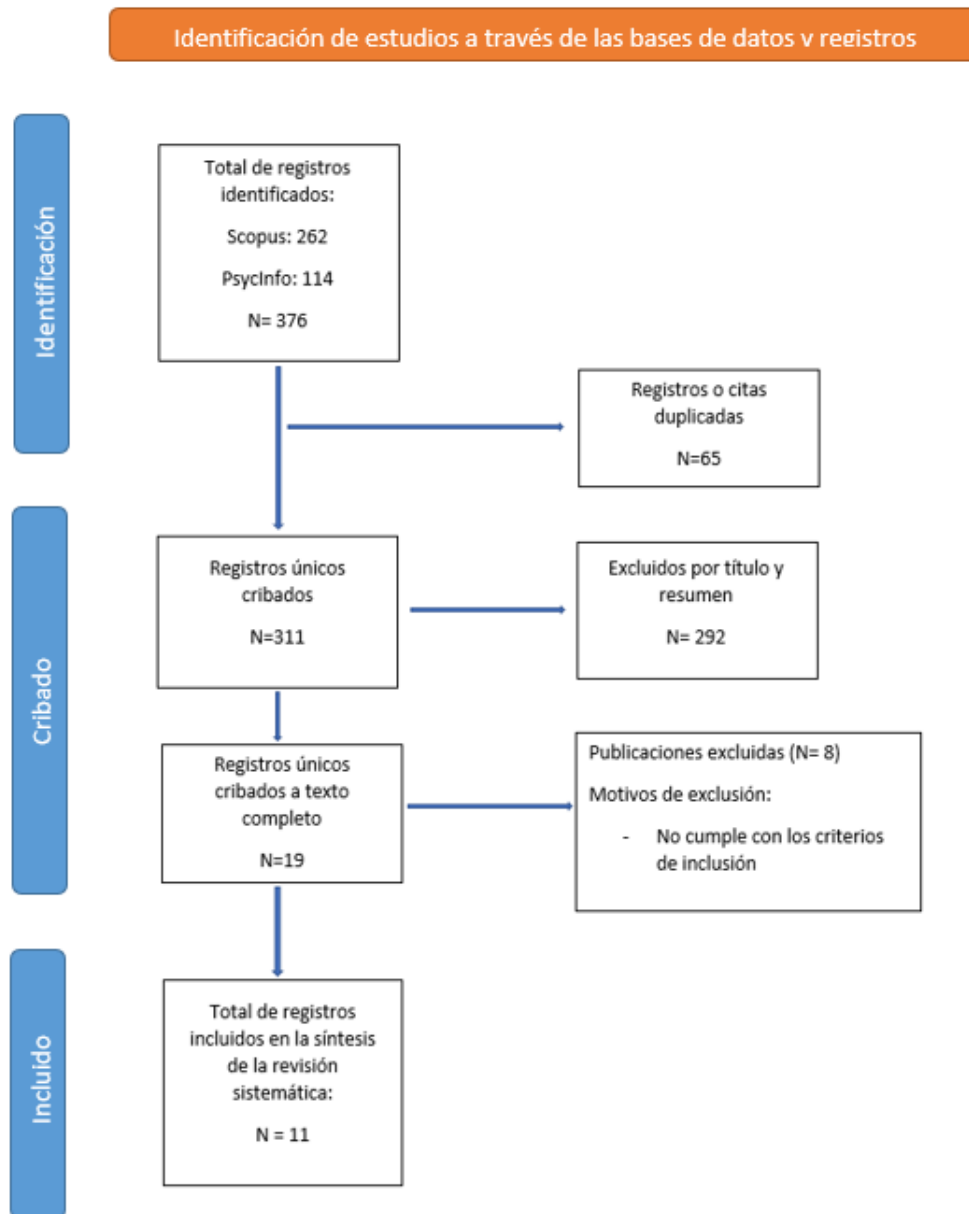 Identificación de estudios a través de las bases de datos y registros
Identificación
Total de registros
identificados:
Scopus: 262
PsycInfo: 114
N= 376
Registros o citas
duplicadas
N=65
Cribado
Registros únicos
cribados
N=311
Excluidos por título y
resumen
N= 292
Registros únicos
cribados a texto
completo
N=19
Publicaciones excluidas (N= 8)
Motivos de exclusión:
- No cumple con los criterios
de inclusión
Incluido
Total de registros
incluidos en la síntesis
de la revisión
sistemática:
N = 11